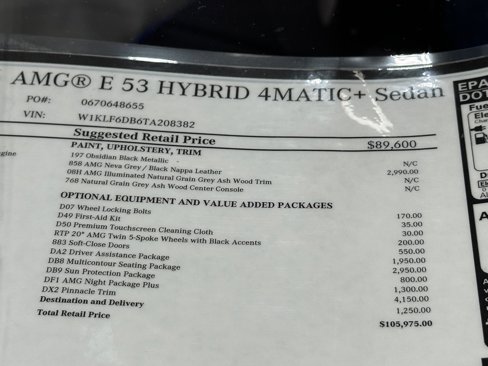 AMG® E 53 HYBRID 4MATIC+ Sedan
PO#: 0670648655
VIN: W1KLF6DB6TA208382
Suggested Retail Price $89,600
PAINT, UPHOLSTERY, TRIM
197 Obsidian Black Metallic N/C
858 AMG Neva Grey / Black Nappa Leather 2,990.00
08H AMG Illuminated Natural Grain Grey Ash Wood Trim N/C
768 Natural Grain Grey Ash Wood Center Console N/C
OPTIONAL EQUIPMENT AND VALUE ADDED PACKAGES
D07 Wheel Locking Bolts 170.00
D49 First-Aid Kit 35.00
D50 Premium Touchscreen Cleaning Cloth 30.00
RTP 20" AMG Twin 5-Spoke Wheels with Black Accents 200.00
883 Soft-Close Doors 550.00
DA2 Driver Assistance Package 1,950.00
DB8 Multicontour Seating Package 2,950.00
DB9 Sun Protection Package 800.00
DF1 AMG Night Package Plus 1,300.00
DX2 Pinnacle Trim 4,150.00
Destination and Delivery 1,250.00
Total Retail Price $105,975.00
EPA
DOT
Fue
Ele